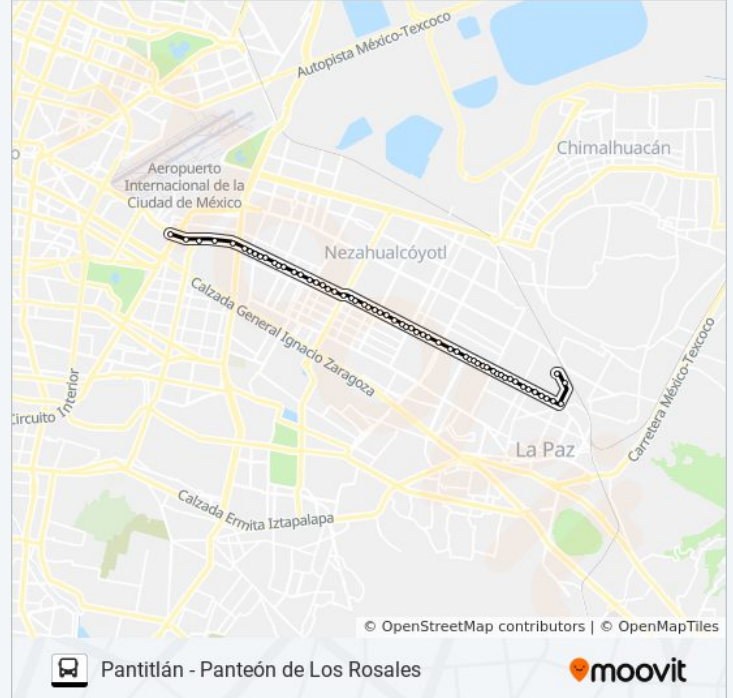 Autopista México-Texcoco
Chimalhuacán
o
Aeropuerto
Internacional de la
Ciudad de México
Nezahualcóyotl
Calzada General Ignacio Zaragoza
Circuito Interior
Carretera México-Texcoco
La Paz
Calzada Ermita Iztapalapa
© OpenStreetMap contributors | © OpenMapTiles
Pantitlán - Panteón de Los Rosales
moovit